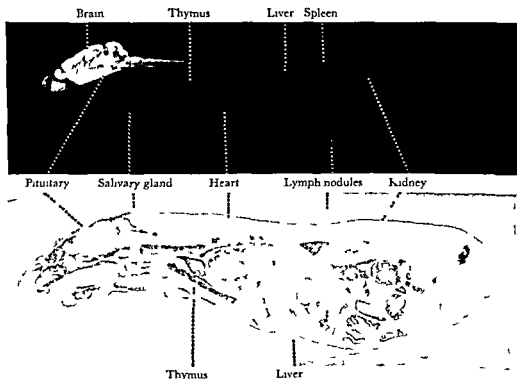 Brain Thymus Liver Spleen
Pituitary Salivary gland Heart Lymph nodules Kidney
Thymus Liver